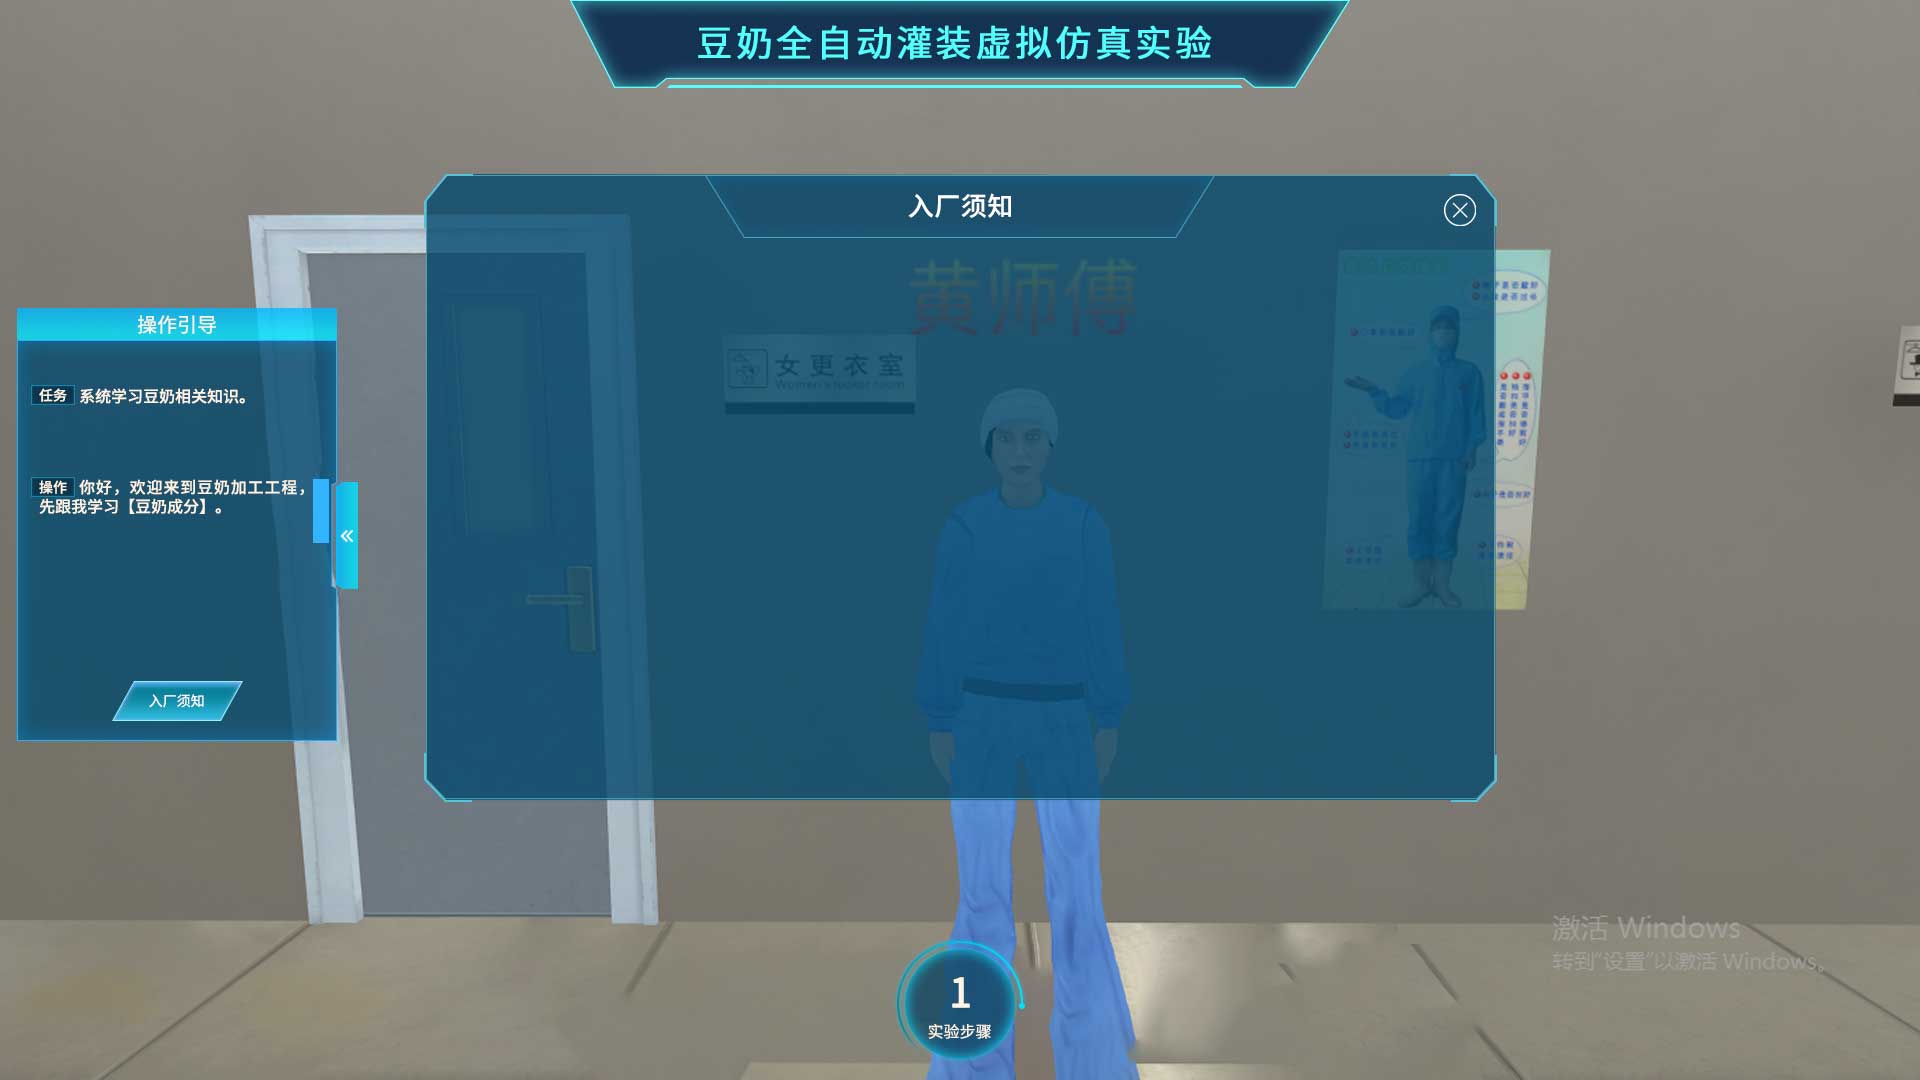 豆奶全自动灌装虚拟仿真实验
入厂须知
黄师傅
女更衣室
Women's locker room
操作引导
任务 系统学习豆奶相关知识。
操作 你好，欢迎来到豆奶加工工程，
先跟我学习【豆奶成分】。
入厂须知
激活 Windows
转到“设置”以激活 Windows。
1
实验步骤